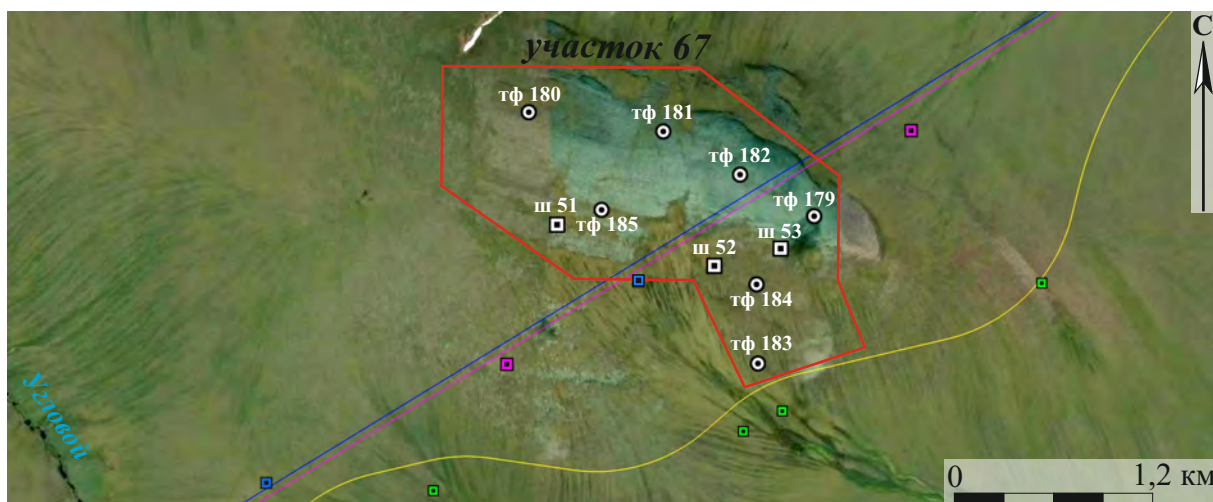 участок 67
С
тф 180
тф 181
тф 182
ш 51
тф 185
тф 179
ш 53
ш 52
тф 184
тф 183
Угловой
0 1,2 км